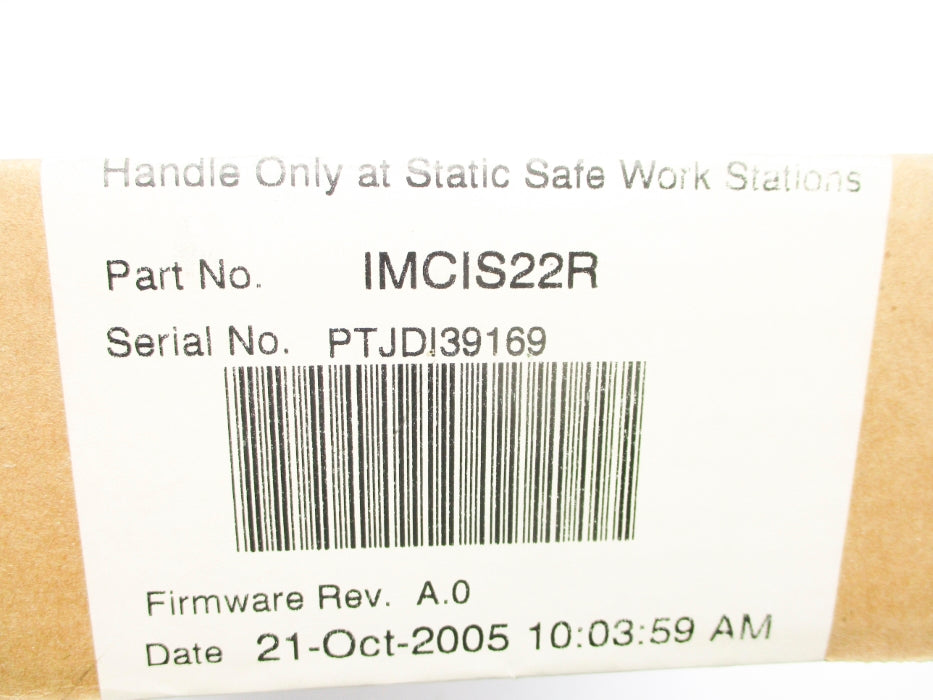 Handle Only at Static Safe Work Stations
Part No. IMCIS22R
Serial No. PTJDI39169
Firmware Rev. A.0
Date 21-Oct-2005 10:03:59 AM